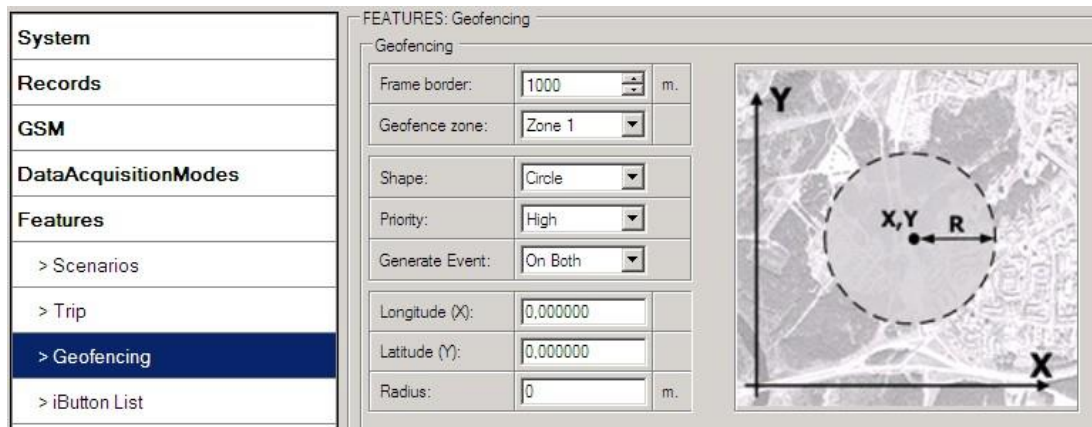 System
Records
GSM
DataAcquisitionModes
Features
> Scenarios
> Trip
> Geofencing
> iButton List
FEATURES: Geofencing
Geofencing
Frame border: 1000 m.
Geofence zone: Zone 1
Shape: Circle
Priority: High
Generate Event: On Both
Longitude (X): 0,000000
Latitude (Y): 0,000000
Radius: 0 m.
Y
X,Y R
X